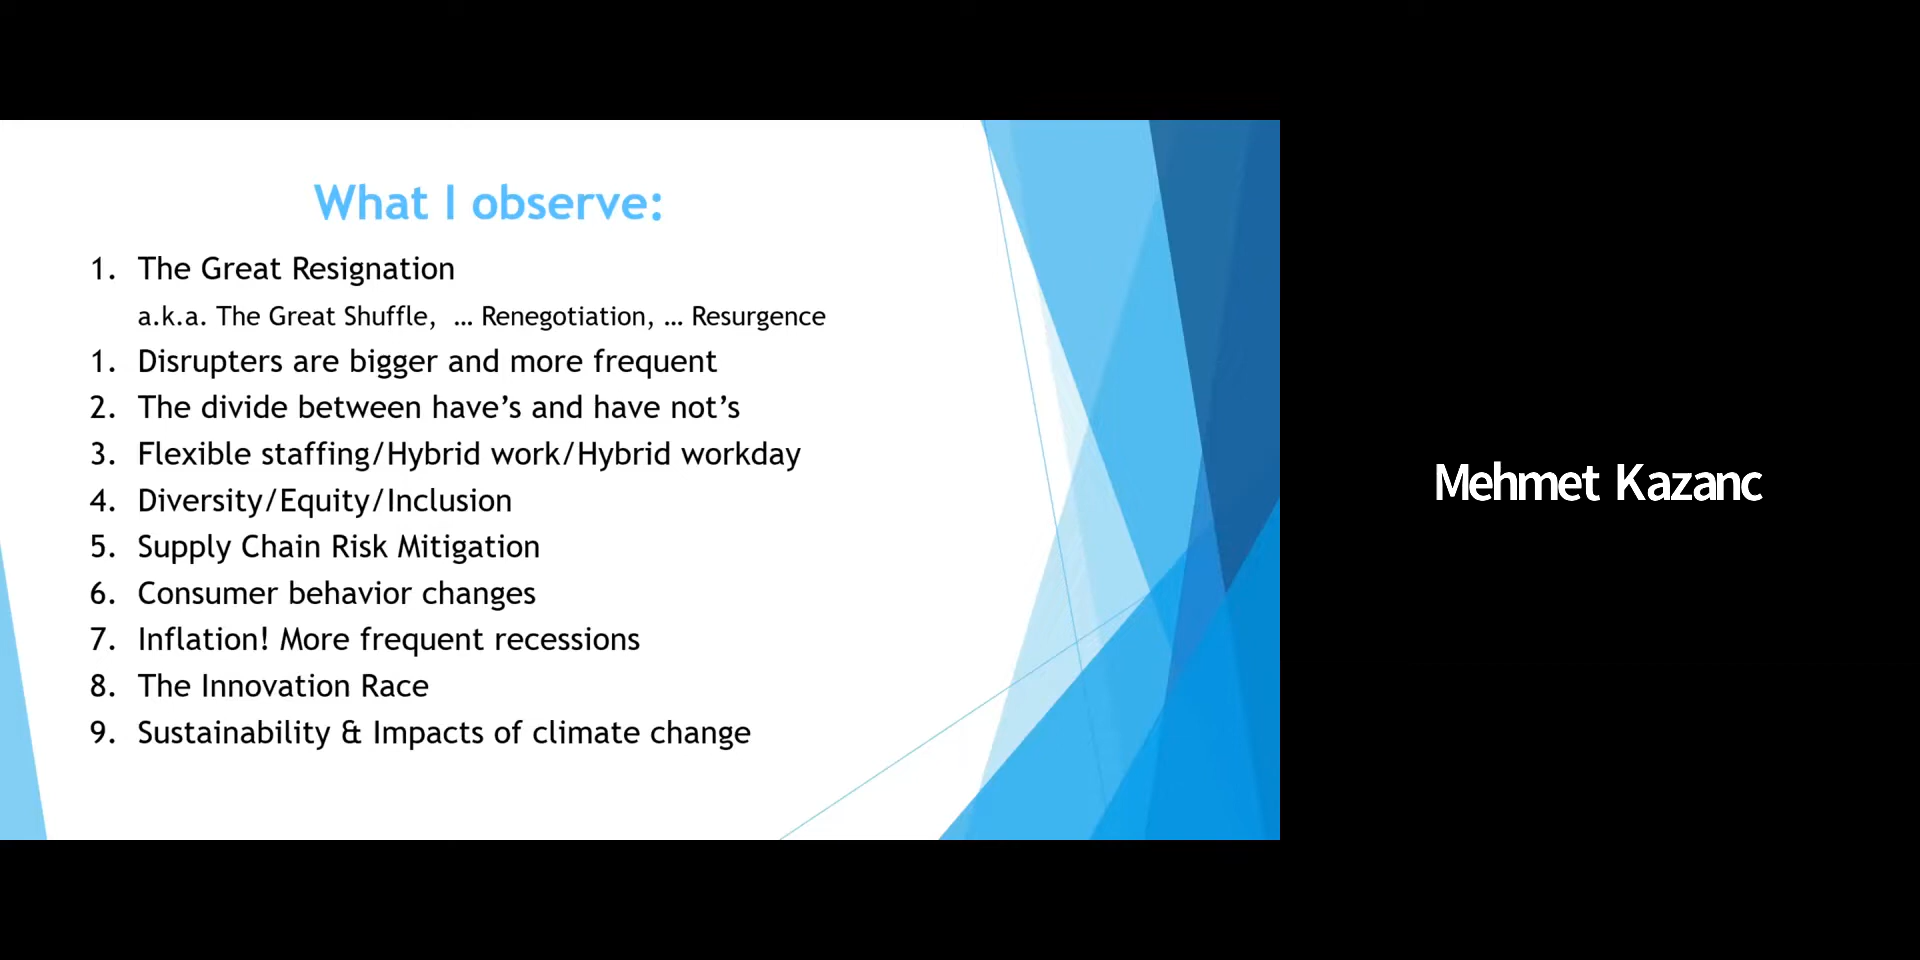 What I observe:
1. The Great Resignation
a.k.a. The Great Shuffle, ... Renegotiation, ... Resurgence
1. Disrupters are bigger and more frequent
2. The divide between have’s and have not’s
3. Flexible staffing/Hybrid work/Hybrid workday
4. Diversity/Equity/Inclusion
5. Supply Chain Risk Mitigation
6. Consumer behavior changes
7. Inflation! More frequent recessions
8. The Innovation Race
9. Sustainability & Impacts of climate change
Mehmet Kazanc